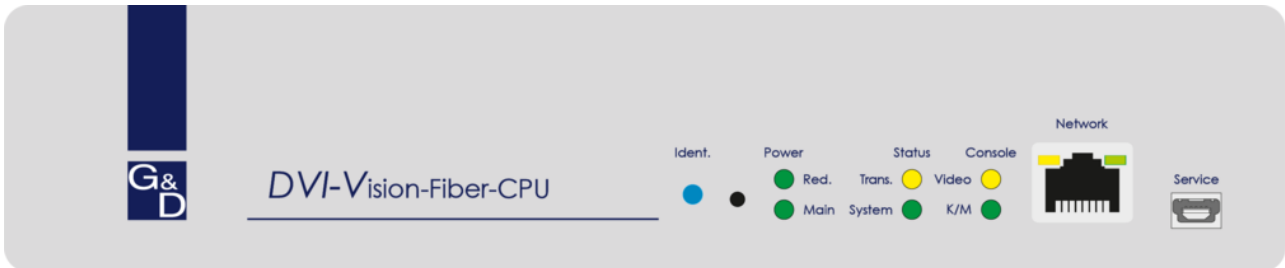 Network
Ident. Power Status Console
G&D DVI-Vision-Fiber-CPU Red. Trans. Video Service
Main System K/M